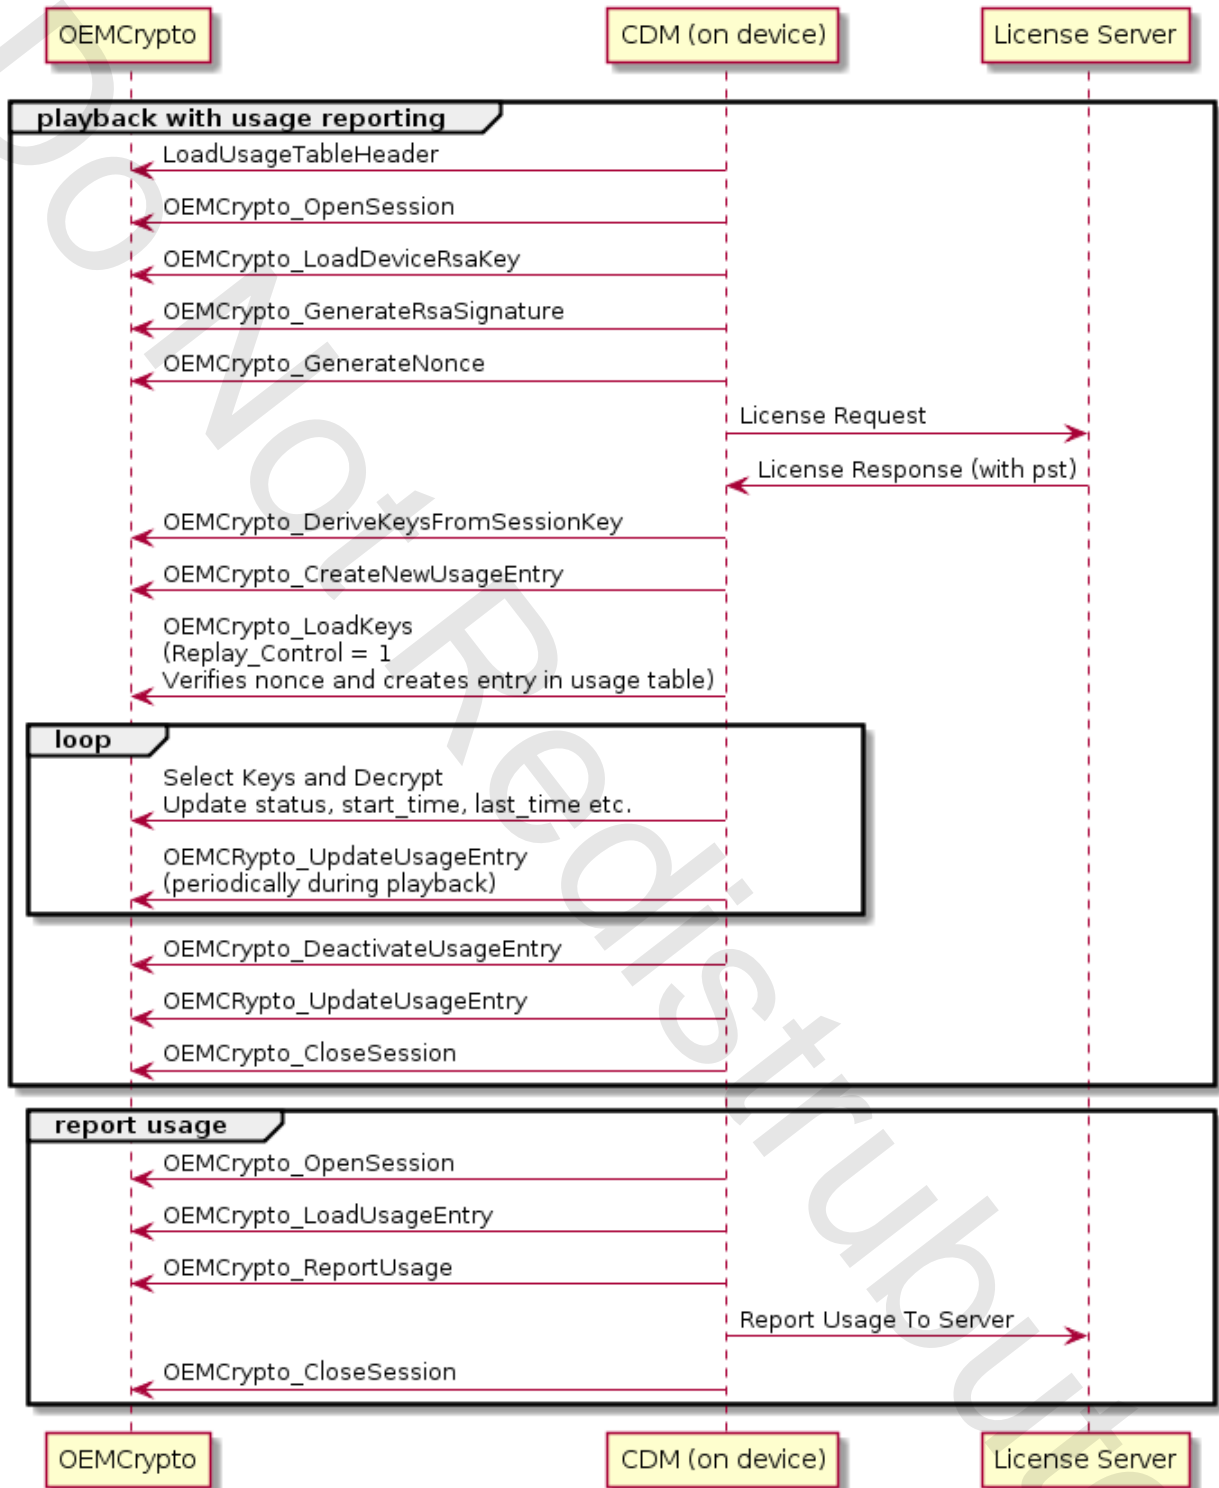 OEMCrypto
CDM (on device)
License Server
playback with usage reporting
LoadUsageTableHeader
OEMCrypto_OpenSession
OEMCrypto_LoadDeviceRsaKey
OEMCrypto_GenerateRsaSignature
OEMCrypto_GenerateNonce
License Request
License Response (with pst)
OEMCrypto_DeriveKeysFromSessionKey
OEMCrypto_CreateNewUsageEntry
OEMCrypto_LoadKeys
(Replay_Control = 1
Verifies nonce and creates entry in usage table)
loop
Select Keys and Decrypt
Update status, start_time, last_time etc.
OEMCRypto_UpdateUsageEntry
(periodically during playback)
OEMCrypto_DeactivateUsageEntry
OEMCRypto_UpdateUsageEntry
OEMCrypto_CloseSession
report usage
OEMCrypto_OpenSession
OEMCrypto_LoadUsageEntry
OEMCrypto_ReportUsage
Report Usage To Server
OEMCrypto_CloseSession
OEMCrypto
CDM (on device)
License Server
Do Not Redistrubute